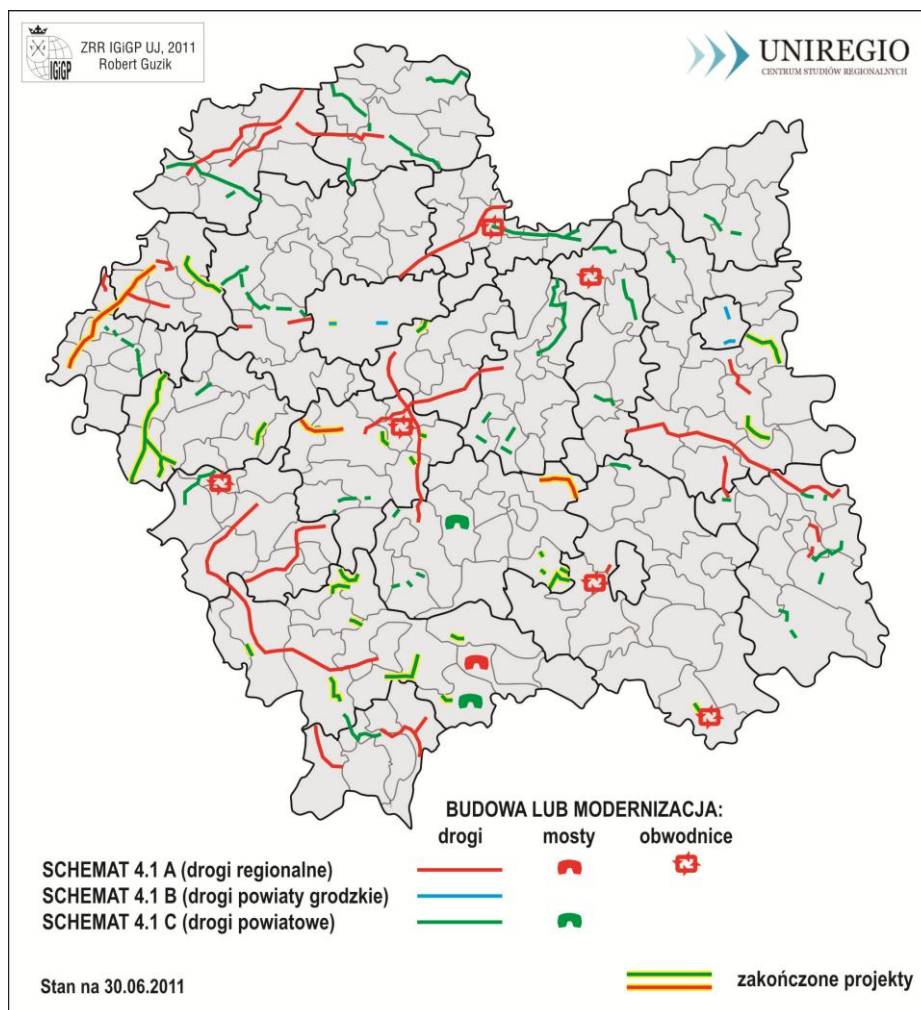 IGiGP
ZRR IGiGP UJ, 2011
Robert Guzik
UNIREGIO
CENTRUM STUDIÓW REGIONALNYCH
BUDOWA LUB MODERNIZACJA:
drogi mosty obwodnice
SCHEMAT 4.1 A (drogi regionalne)
SCHEMAT 4.1 B (drogi powiaty grodzkie)
SCHEMAT 4.1 C (drogi powiatowe)
Stan na 30.06.2011
zakończone projekty